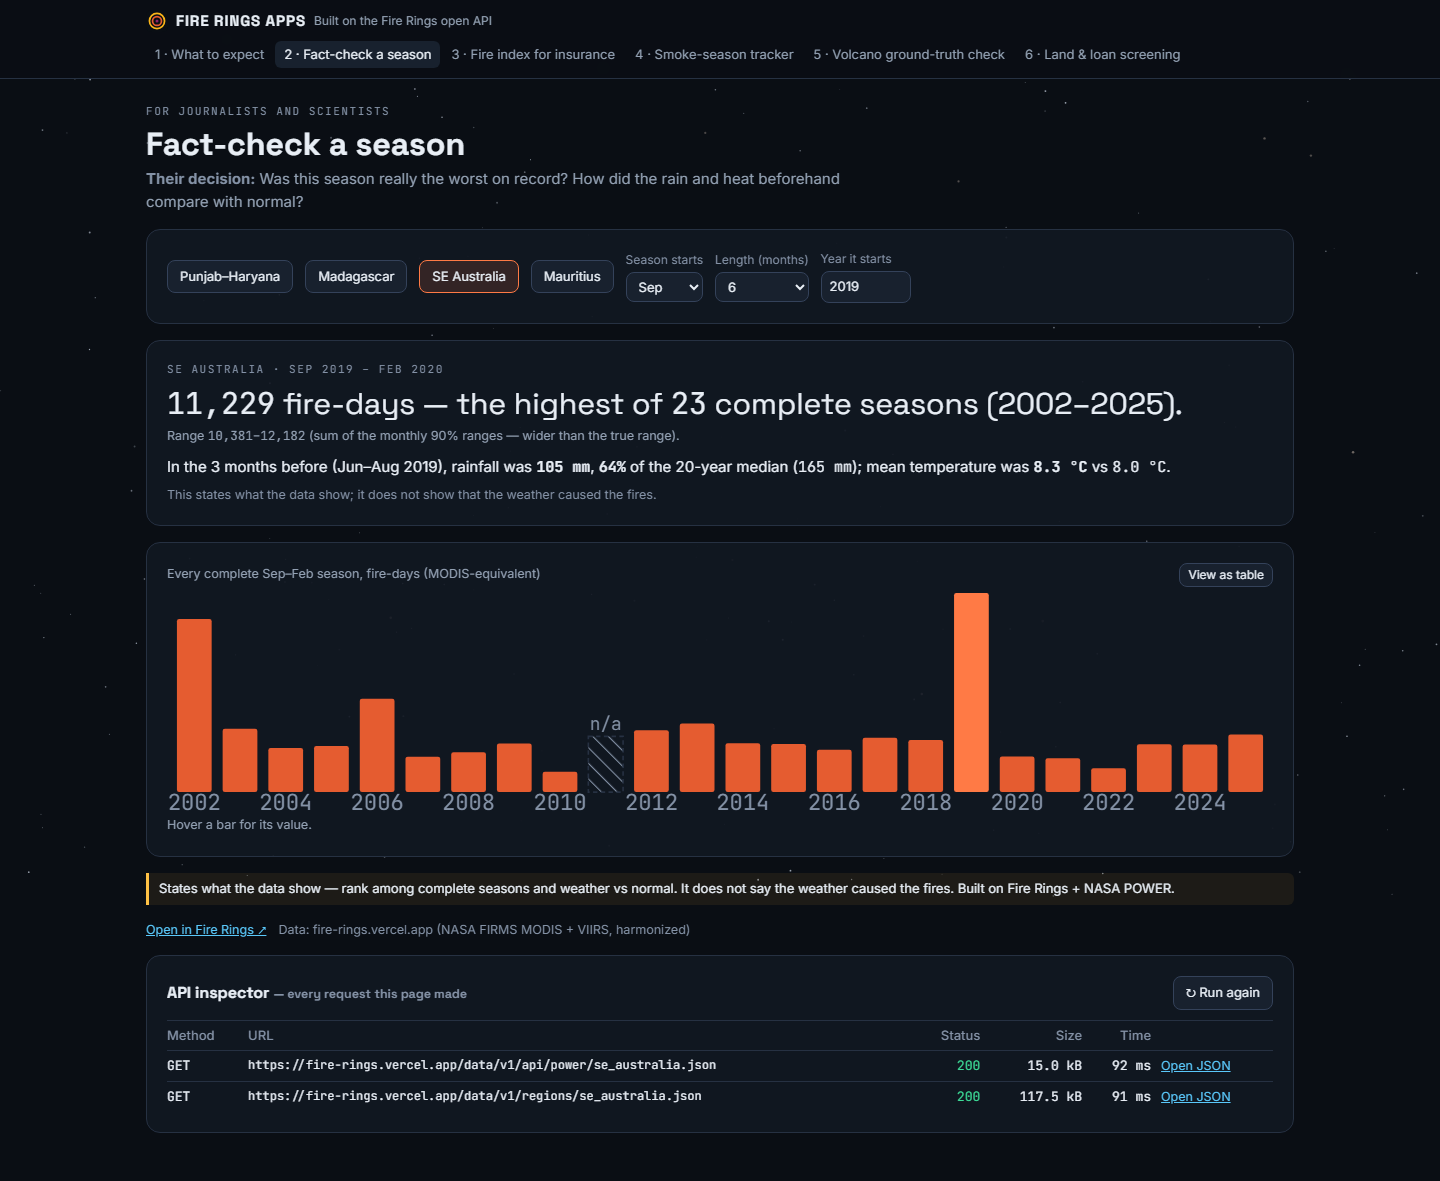 FIRE RINGS APPS Built on the Fire Rings open API
1 · What to expect 2 · Fact-check a season 3 · Fire index for insurance 4 · Smoke-season tracker 5 · Volcano ground-truth check 6 · Land & loan screening
FOR JOURNALISTS AND SCIENTISTS
Fact-check a season
Their decision: Was this season really the worst on record? How did the rain and heat beforehand
compare with normal?
Season starts Length (months) Year it starts
Punjab–Haryana Madagascar SE Australia Mauritius Sep 6 2019
SE AUSTRALIA · SEP 2019 – FEB 2020
11,229 fire-days — the highest of 23 complete seasons (2002–2025).
Range 10,381–12,182 (sum of the monthly 90% ranges — wider than the true range).
In the 3 months before (Jun–Aug 2019), rainfall was 105 mm, 64% of the 20-year median (165 mm); mean temperature was 8.3 °C vs 8.0 °C.
This states what the data show; it does not show that the weather caused the fires.
Every complete Sep–Feb season, fire-days (MODIS-equivalent) View as table
n/a
2002 2004 2006 2008 2010 2012 2014 2016 2018 2020 2022 2024
Hover a bar for its value.
States what the data show — rank among complete seasons and weather vs normal. It does not say the weather caused the fires. Built on Fire Rings + NASA POWER.
Open in Fire Rings ↗ Data: fire-rings.vercel.app (NASA FIRMS MODIS + VIIRS, harmonized)
API inspector — every request this page made ↻ Run again
Method URL Status Size Time
GET https://fire-rings.vercel.app/data/v1/api/power/se_australia.json 200 15.0 kB 92 ms Open JSON
GET https://fire-rings.vercel.app/data/v1/regions/se_australia.json 200 117.5 kB 91 ms Open JSON